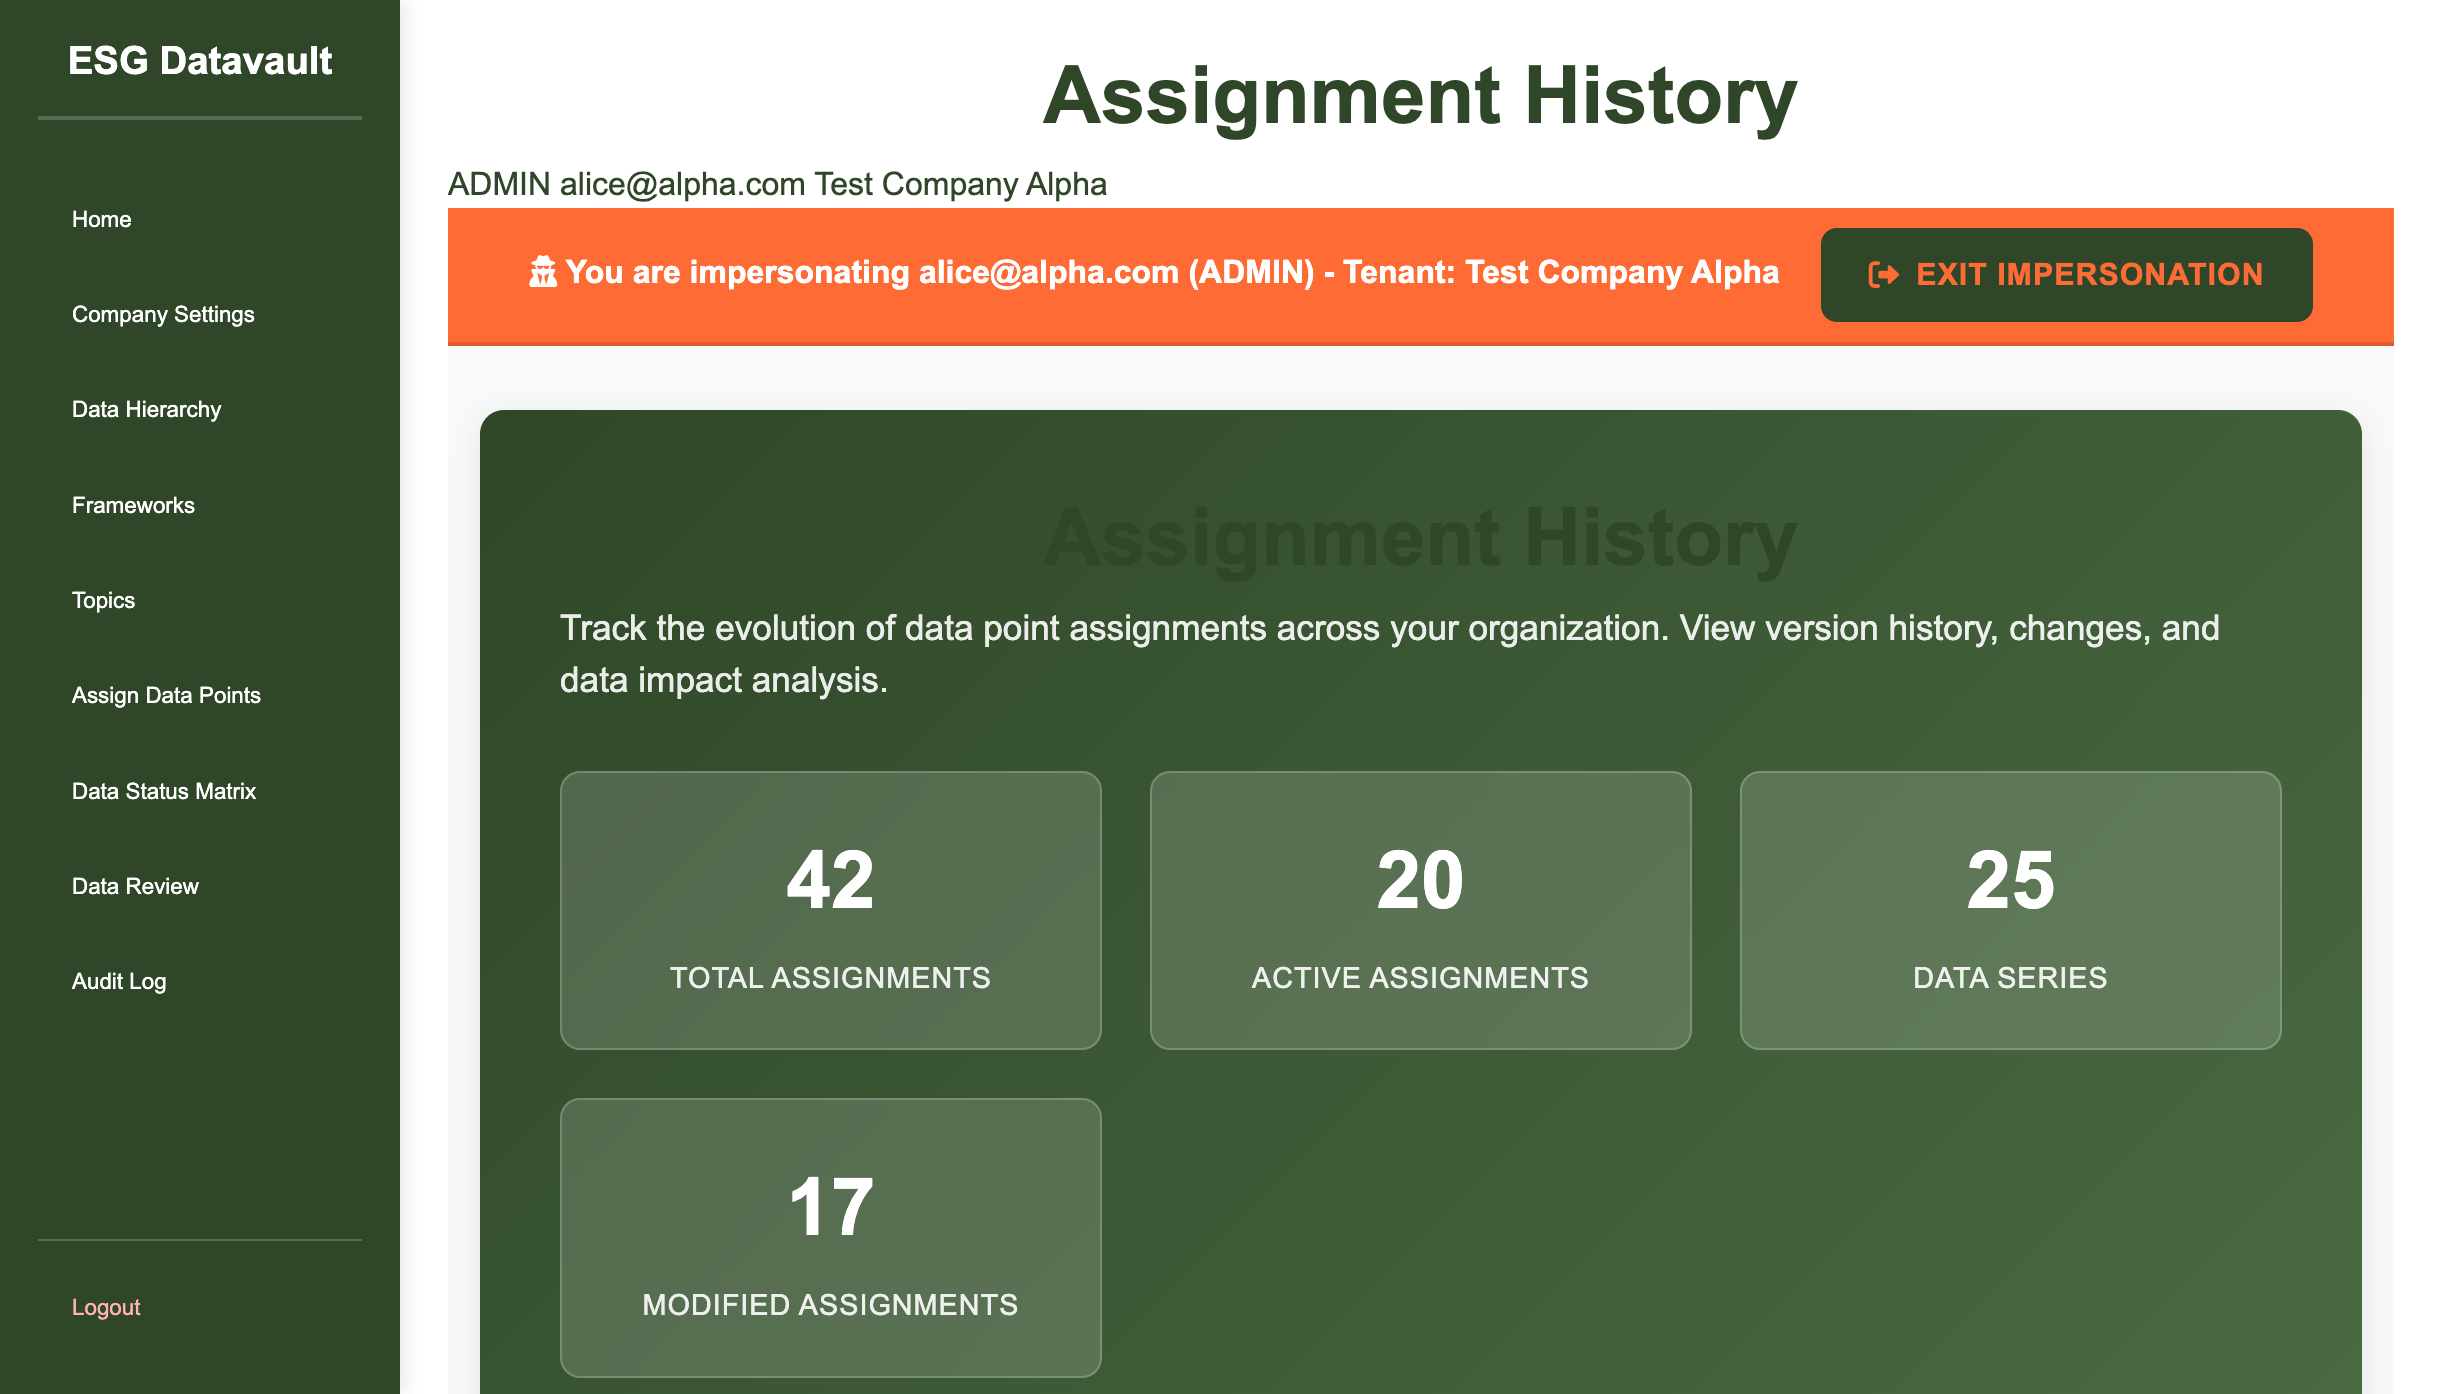 ESG Datavault
Home
Company Settings
Data Hierarchy
Frameworks
Topics
Assign Data Points
Data Status Matrix
Data Review
Audit Log
Logout
Assignment History
ADMIN alice@alpha.com Test Company Alpha
You are impersonating alice@alpha.com (ADMIN) - Tenant: Test Company Alpha
EXIT IMPERSONATION
Assignment History
Track the evolution of data point assignments across your organization. View version history, changes, and
data impact analysis.
42
TOTAL ASSIGNMENTS
20
ACTIVE ASSIGNMENTS
25
DATA SERIES
17
MODIFIED ASSIGNMENTS